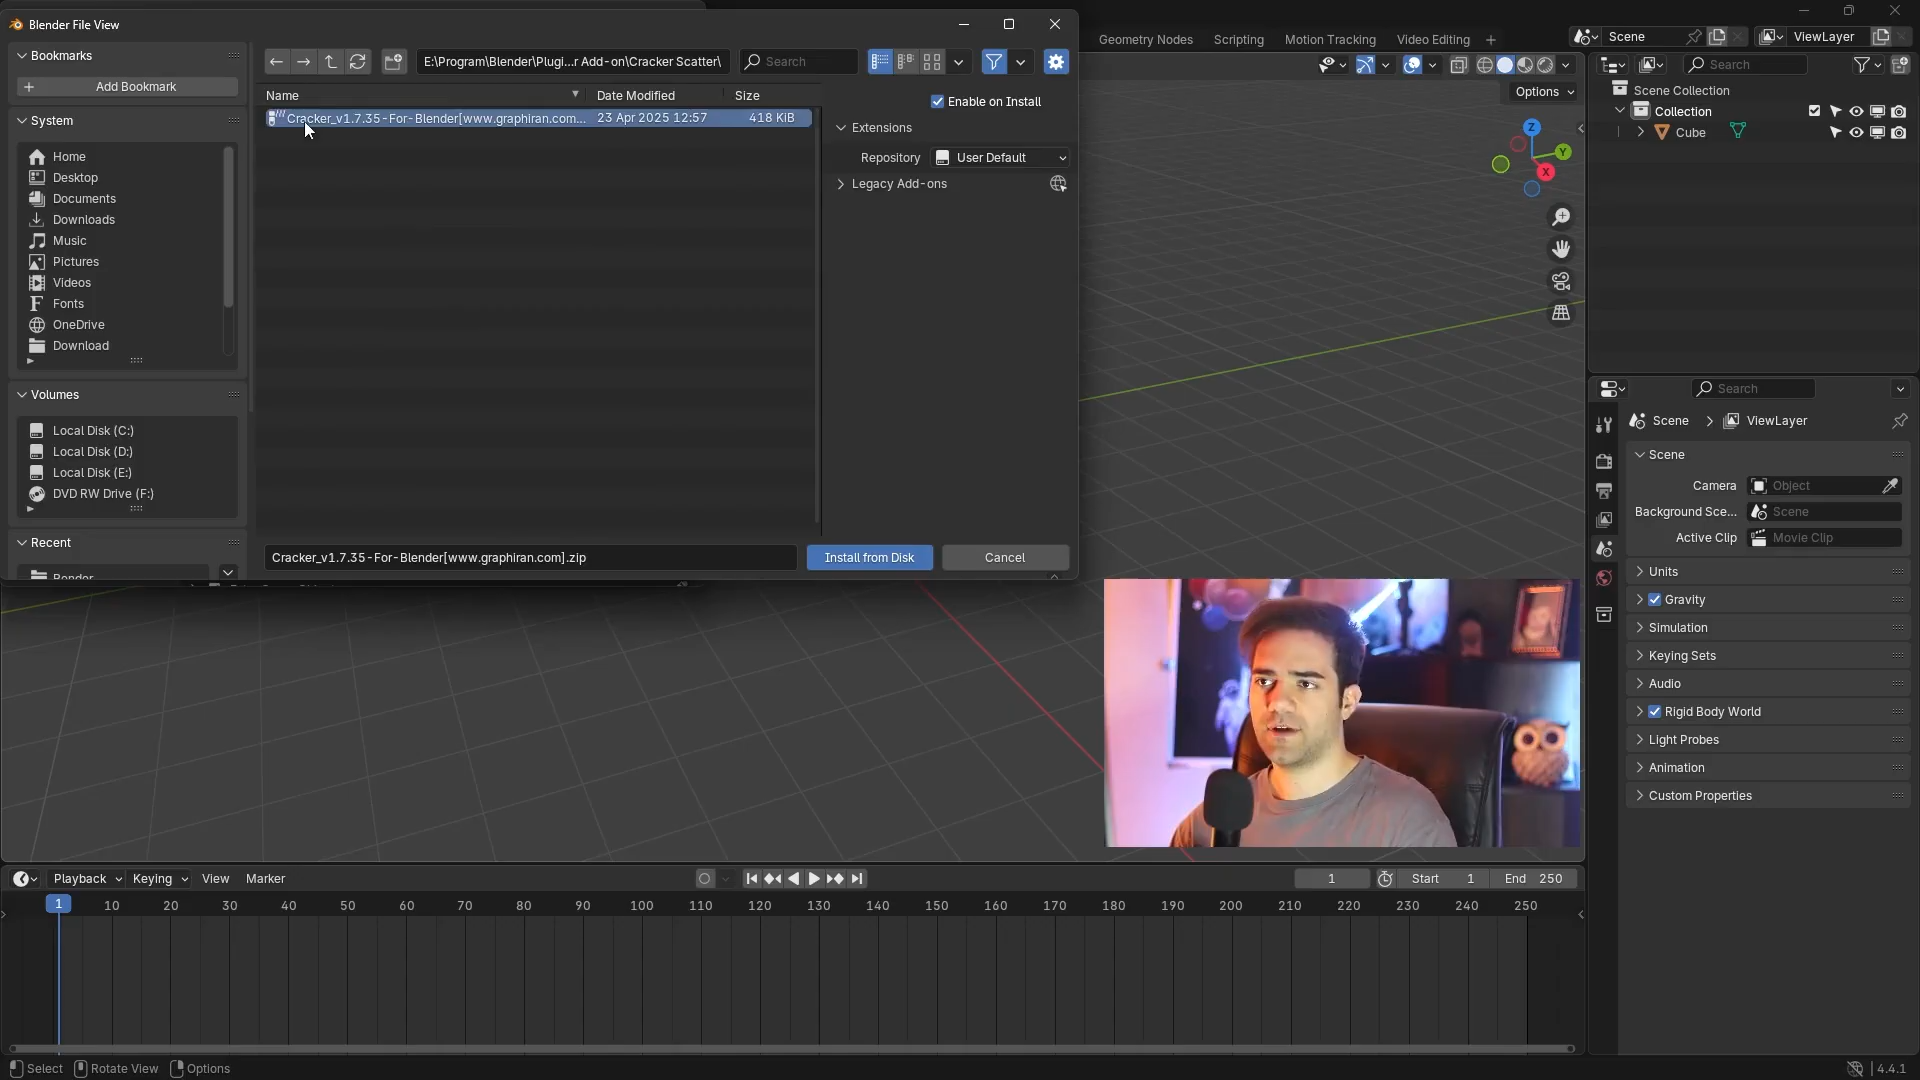 Blender File View
Bookmarks
Add Bookmark
System
Home
Desktop
Documents
Downloads
Music
Pictures
Videos
Fonts
OneDrive
Download
Volumes
Local Disk (C:)
Local Disk (D:)
Local Disk (E:)
DVD RW Drive (F:)
Recent
Render
E:\Program\Blender\Plugi...r Add-on\Cracker Scatter\
Search
Name
Date Modified
Size
Cracker_v1.7.35-For-Blender[www.graphiran.com...
23 Apr 2025 12:57
418 KiB
Enable on Install
Extensions
Repository
User Default
Legacy Add-ons
Cracker_v1.7.35-For-Blender[www.graphiran.com].zip
Install from Disk
Cancel
Geometry Nodes
Scripting
Motion Tracking
Video Editing
Scene
ViewLayer
Options
Z
Y
X
Search
Scene Collection
Collection
Cube
Search
Scene
ViewLayer
Scene
Camera
Object
Background Sce...
Scene
Active Clip
Movie Clip
Units
Gravity
Simulation
Keying Sets
Audio
Rigid Body World
Light Probes
Animation
Custom Properties
Playback
Keying
View
Marker
1
Start
1
End
250
1
10
20
30
40
50
60
70
80
90
100
110
120
130
140
150
160
170
180
190
200
210
220
230
240
250
Select
Rotate View
Options
4.4.1